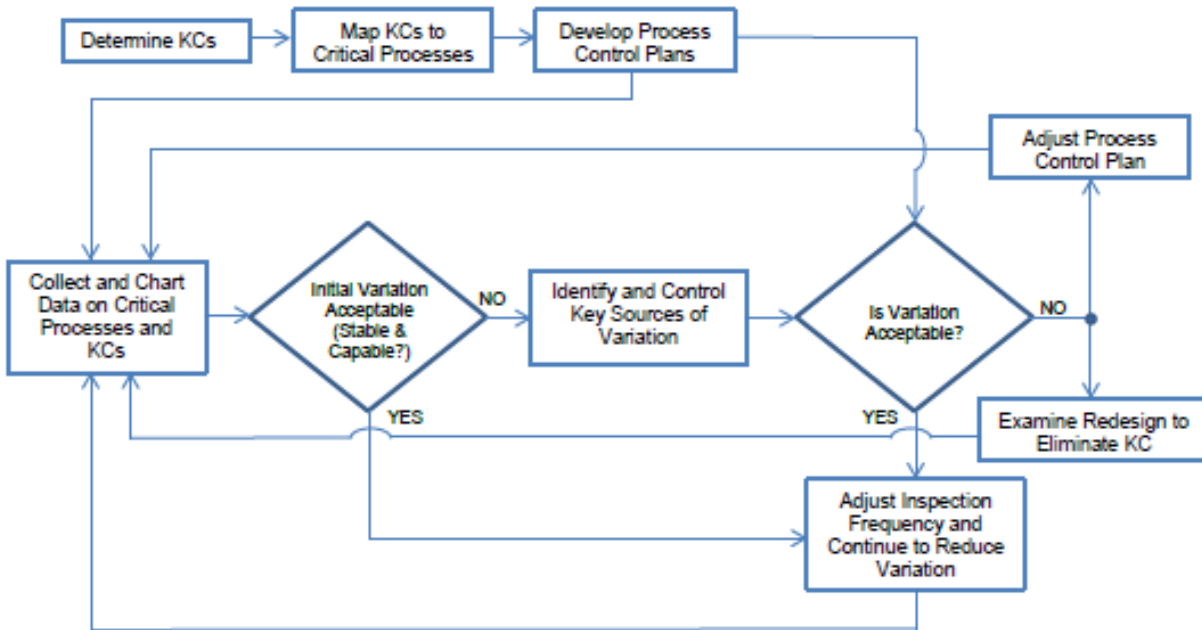 Determine KCs
Map KCs to
Critical Processes
Develop Process
Control Plans
Adjust Process
Control Plan
Collect and Chart
Data on Critical
Processes and
KCs
Initial Variation
Acceptable
(Stable &
Capable?)
NO
Identify and Control
Key Sources of
Variation
Is Variation
Acceptable?
NO
YES
YES
Examine Redesign to
Eliminate KC
Adjust Inspection
Frequency and
Continue to Reduce
Variation